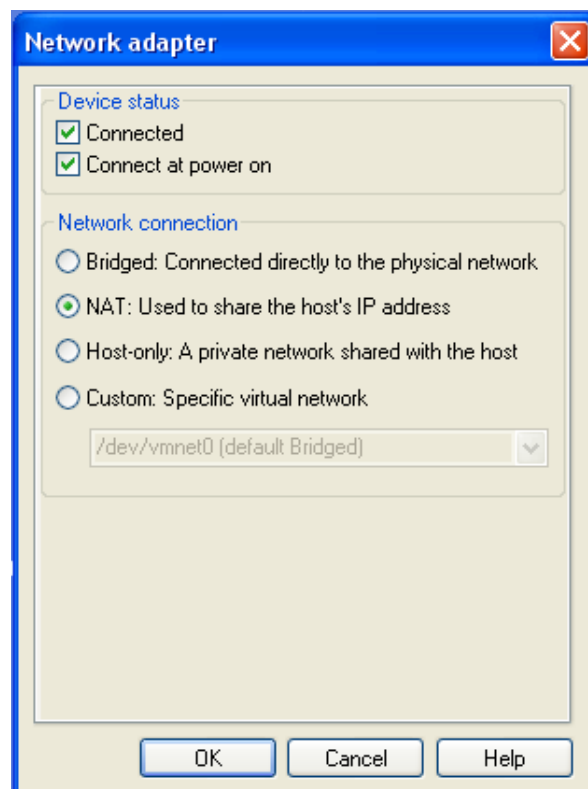 Network adapter
Device status
Connected
Connect at power on
Network connection
Bridged: Connected directly to the physical network
NAT: Used to share the host's IP address
Host-only: A private network shared with the host
Custom: Specific virtual network
/dev/vmnet0 (default Bridged)
OK Cancel Help